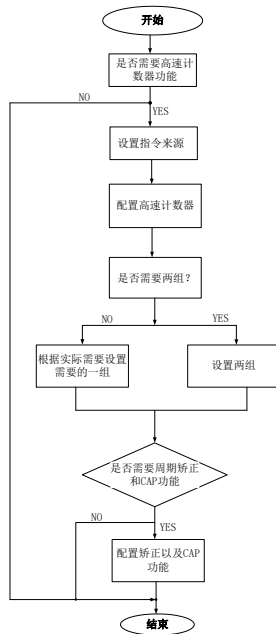 开始
是否需要高速计
数器功能
NO
YES
设置指令来源
配置高速计数器
是否需要两组?
NO
YES
根据实际需要设置
需要的一组
设置两组
是否需要周期矫正
和CAP功能
NO
YES
配置矫正以及CAP
功能
结束